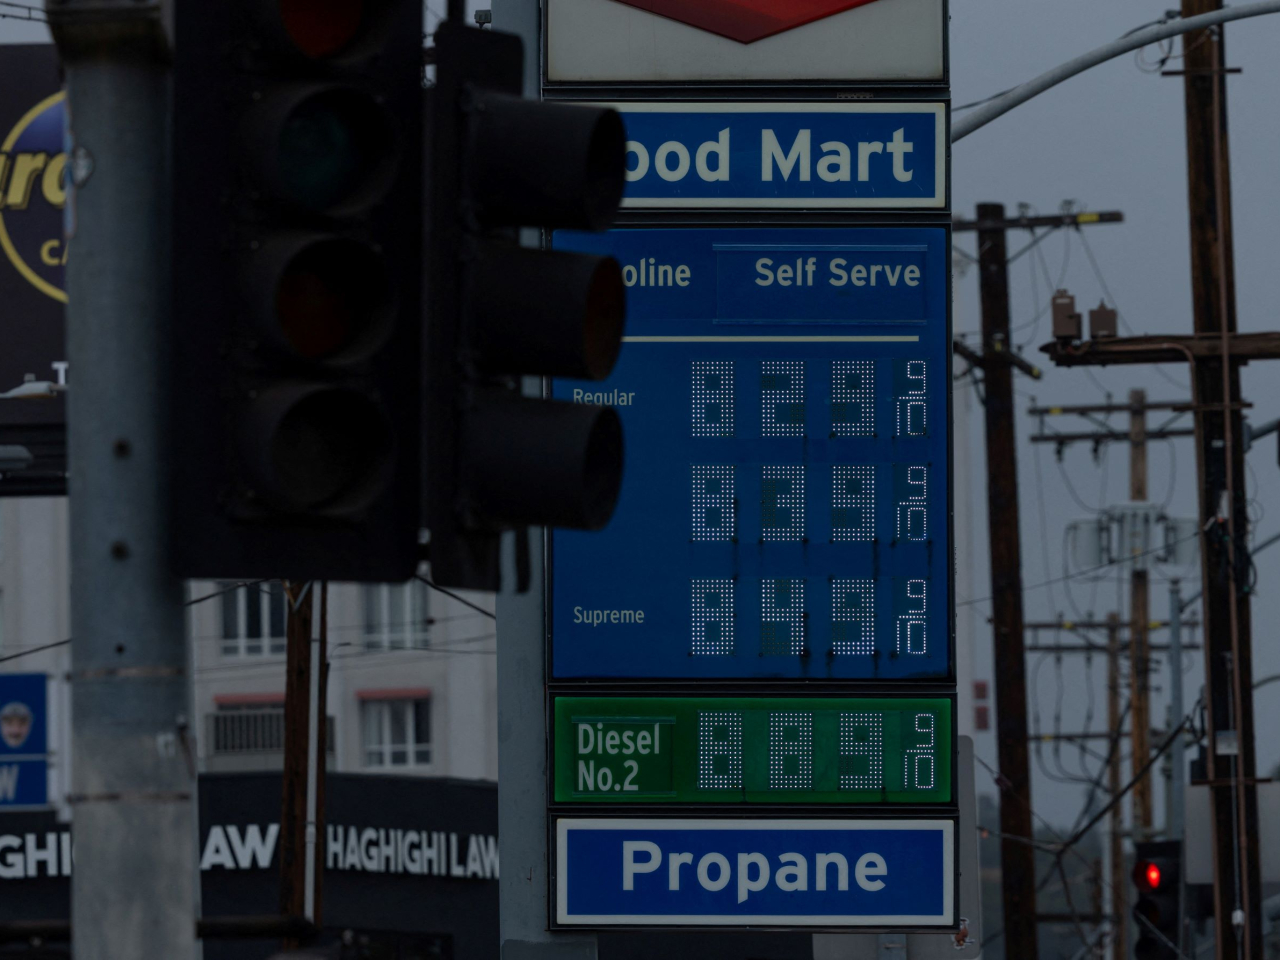 ood Mart
oline Self Serve
Regular 8 2 9 9/10
8 3 9 9/10
Supreme 8 4 9 9/10
Diesel
No.2
8 8 9 9/10
Propane
AW
HAGHIGHI LAW
GHI
W